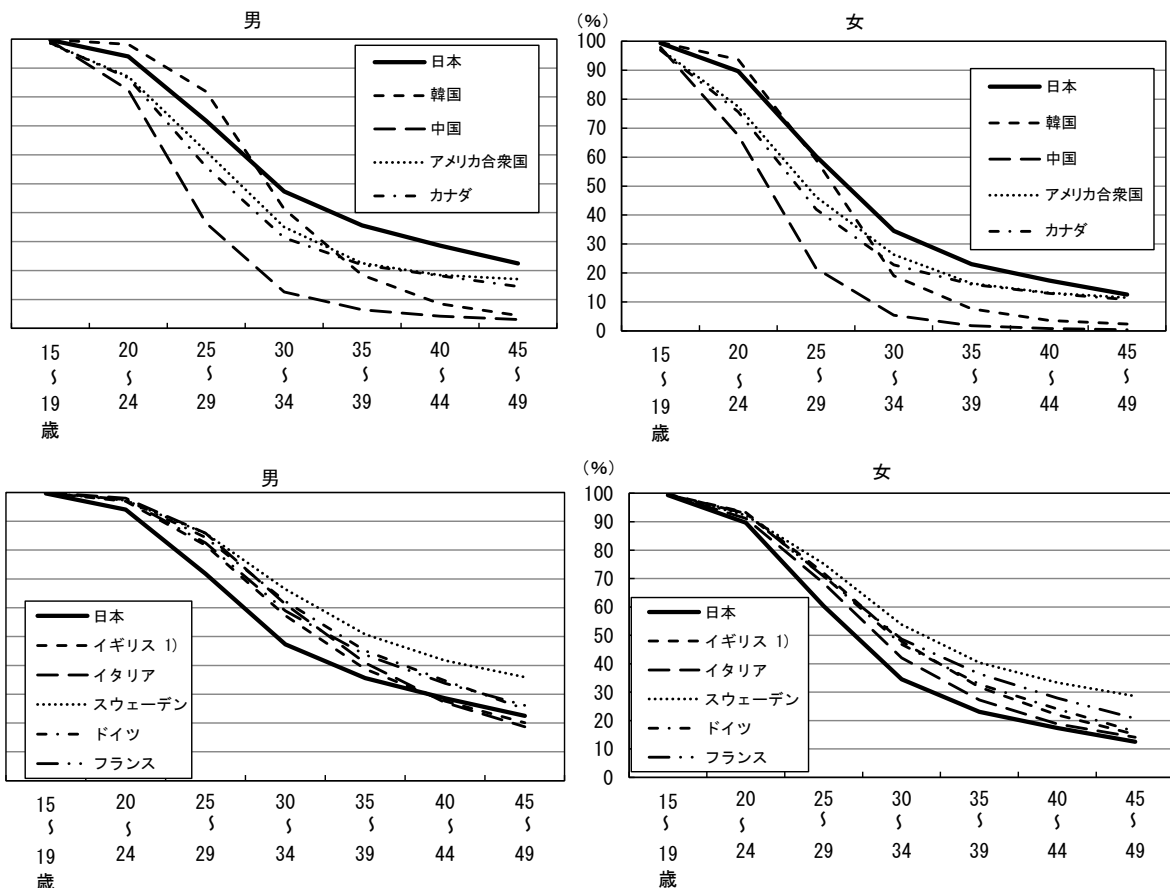 男
日本
韓国
中国
アメリカ合衆国
カナダ
15 20 25 30 35 40 45
〜 〜 〜 〜 〜 〜 〜
19 24 29 34 39 44 49
歳
(%)
女
100
90
80
70
60
50
40
30
20
10
0
日本
韓国
中国
アメリカ合衆国
カナダ
15 20 25 30 35 40 45
〜 〜 〜 〜 〜 〜 〜
19 24 29 34 39 44 49
歳
男
日本
イギリス 1)
イタリア
スウェーデン
ドイツ
フランス
15 20 25 30 35 40 45
〜 〜 〜 〜 〜 〜 〜
19 24 29 34 39 44 49
歳
(%)
女
100
90
80
70
60
50
40
30
20
10
0
日本
イギリス 1)
イタリア
スウェーデン
ドイツ
フランス
15 20 25 30 35 40 45
〜 〜 〜 〜 〜 〜 〜
19 24 29 34 39 44 49
歳